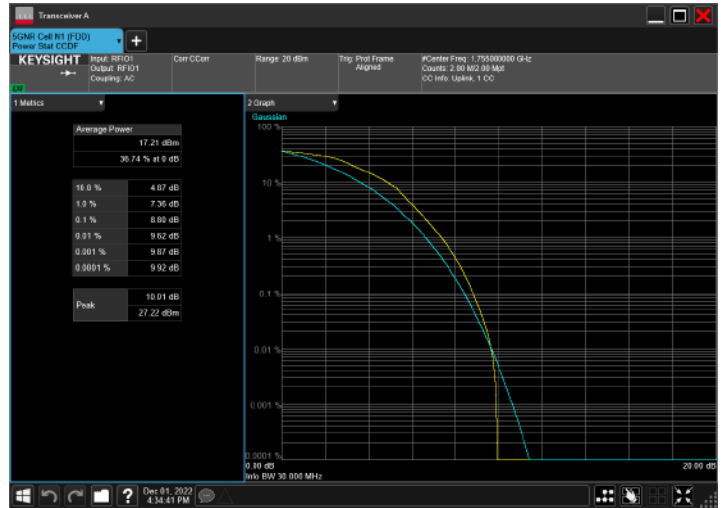 Transceiver A
5GNR Cell N1 (FDD)
Power Stat CCDF
KEYSIGHT
Input: RFIO1
Output: RFIO1
Coupling: AC
Corr CCorr
Range: 20 dBm
Trig: Prot Frame
Aligned
#Center Freq: 1.755000000 GHz
Counts: 2.00 M/2.00 Mpt
CC Info: Uplink, 1 CC
1 Metrics
Average Power
17.21 dBm
36.74 % at 0 dB
10.0 % 4.87 dB
1.0 % 7.36 dB
0.1 % 8.80 dB
0.01 % 9.62 dB
0.001 % 9.87 dB
0.0001 % 9.92 dB
Peak
10.01 dB
27.22 dBm
2 Graph
Gaussian
100 %
10 %
1 %
0.1 %
0.01 %
0.001 %
0.0001 %
0.00 dB
20.00 dB
Info BW 30.000 MHz
?
Dec 01, 2022
4:34:41 PM